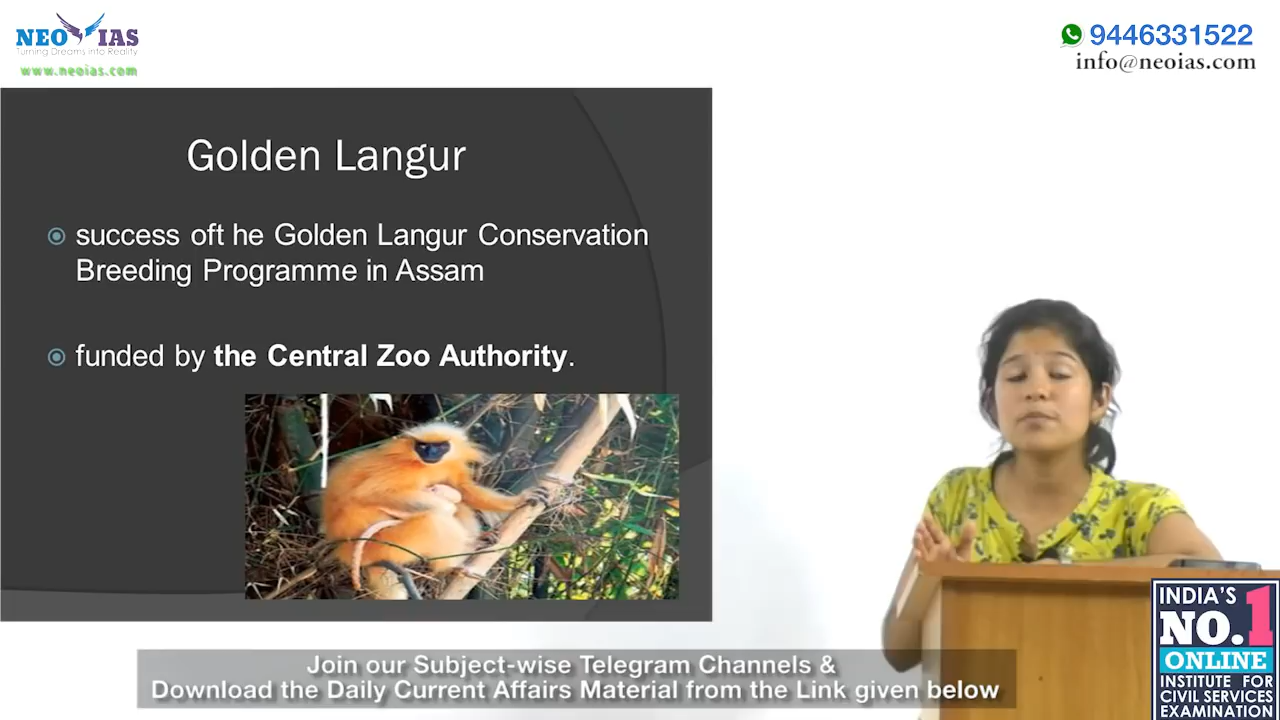 NEO IAS
Turning Dreams into Reality
www.neoias.com
9446331522
info@neoias.com
Golden Langur
success oft he Golden Langur Conservation
Breeding Programme in Assam
funded by the Central Zoo Authority.
INDIA'S
NO.1
ONLINE
INSTITUTE FOR
CIVIL SERVICES
EXAMINATION
Join our Subject-wise Telegram Channels &
Download the Daily Current Affairs Material from the Link given below